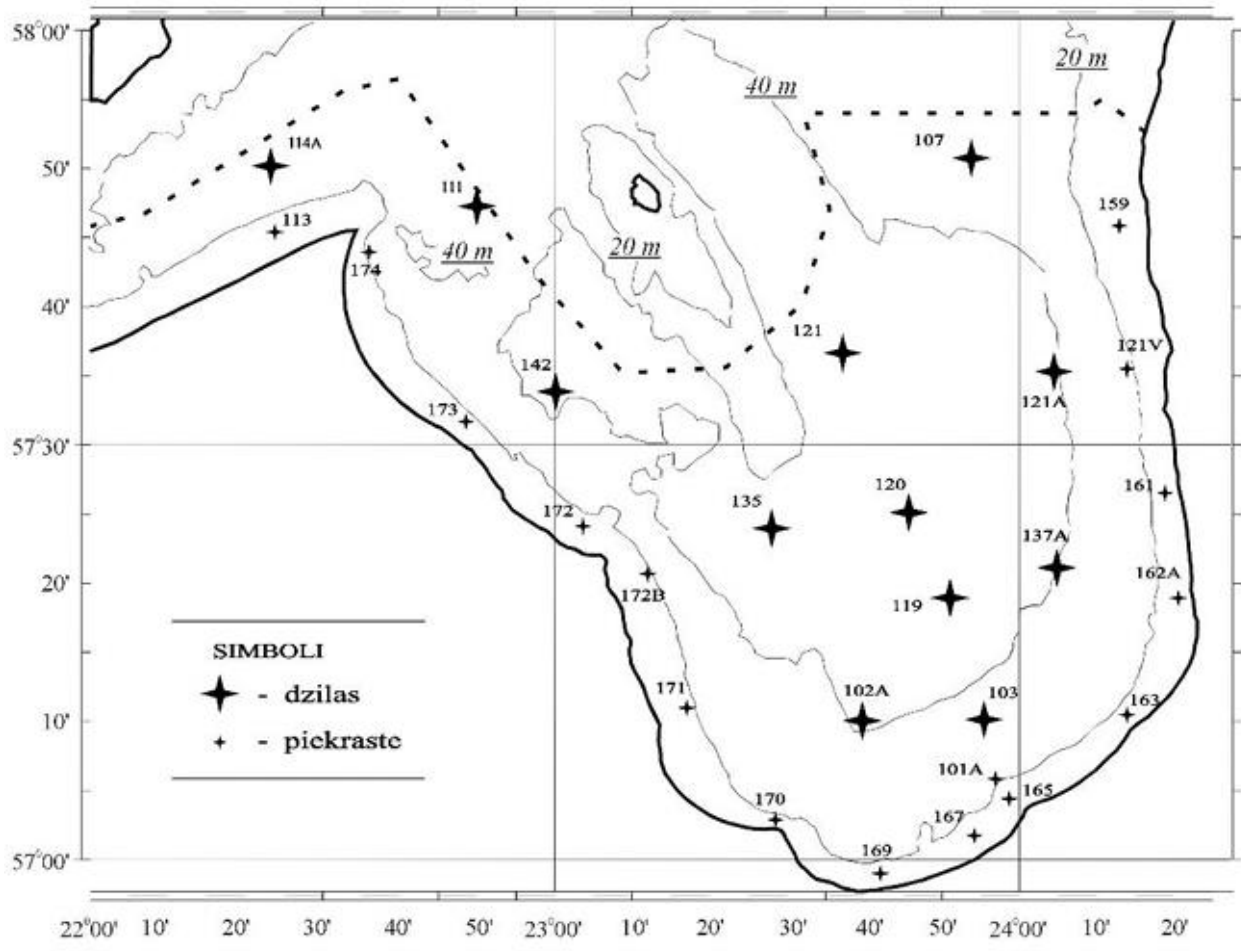 58°00'
20 m
40 m
107
50'
114A
111
159
113
20 m
174
40 m
40'
121
121V
142
121A
173
57°30'
161
120
135
172
137A
20'
162A
172B
119
SIMBOLI
- dzilas
102A
103
171
163
10'
- piekraste
101A
165
170
167
57°00'
169
22°00' 10' 20' 30' 40' 50' 23°00' 10' 20' 30' 40' 50' 24°00' 10' 20'